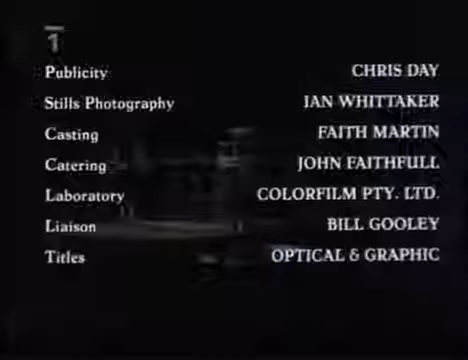 1
Publicity CHRIS DAY
Stills Photography IAN WHITTAKER
Casting FAITH MARTIN
Catering JOHN FAITHFULL
Laboratory COLORFILM PTY. LTD.
Liaison BILL GOOLEY
Titles OPTICAL & GRAPHIC